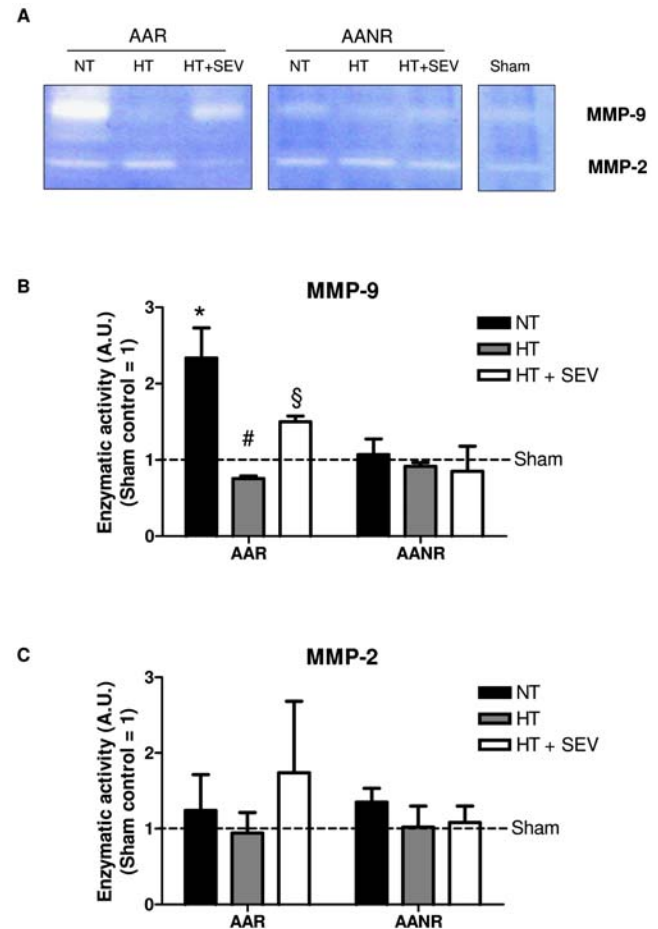 A
AAR AANR
NT HT HT+SEV NT HT HT+SEV Sham
MMP-9
MMP-2
B
MMP-9
Enzymatic activity (A.U.)
(Sham control = 1)
3
2
1
0
*
#
§
NT
HT
HT + SEV
Sham
AAR AANR
C
MMP-2
Enzymatic activity (A.U.)
(Sham control = 1)
3
2
1
0
NT
HT
HT + SEV
Sham
AAR AANR